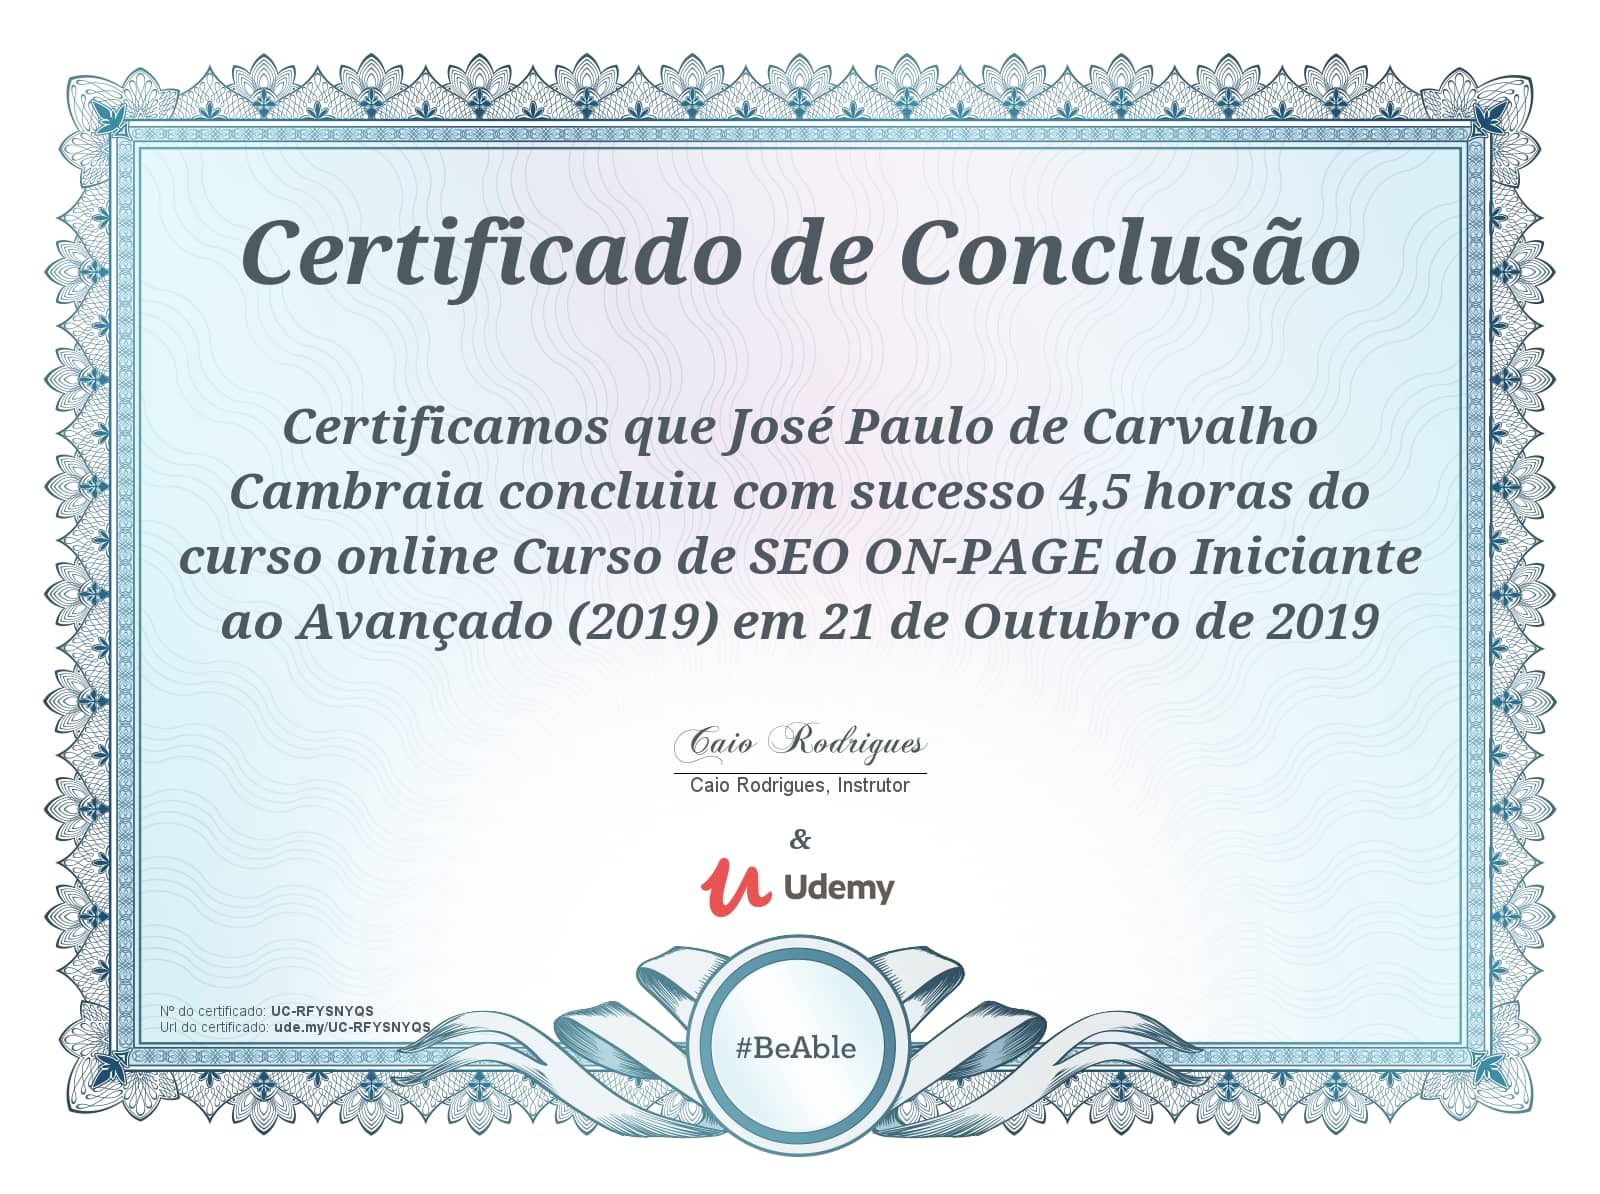 Certificado de Conclusão
Certificamos que José Paulo de Carvalho
Cambraia concluiu com sucesso 4,5 horas do
curso online Curso de SEO ON-PAGE do Iniciante
ao Avançado (2019) em 21 de Outubro de 2019
Caio Rodrigues
Caio Rodrigues, Instrutor
&
Udemy
Nº do certificado: UC-RFYSNYQS
Url do certificado: ude.my/UC-RFYSNYQS
#BeAble